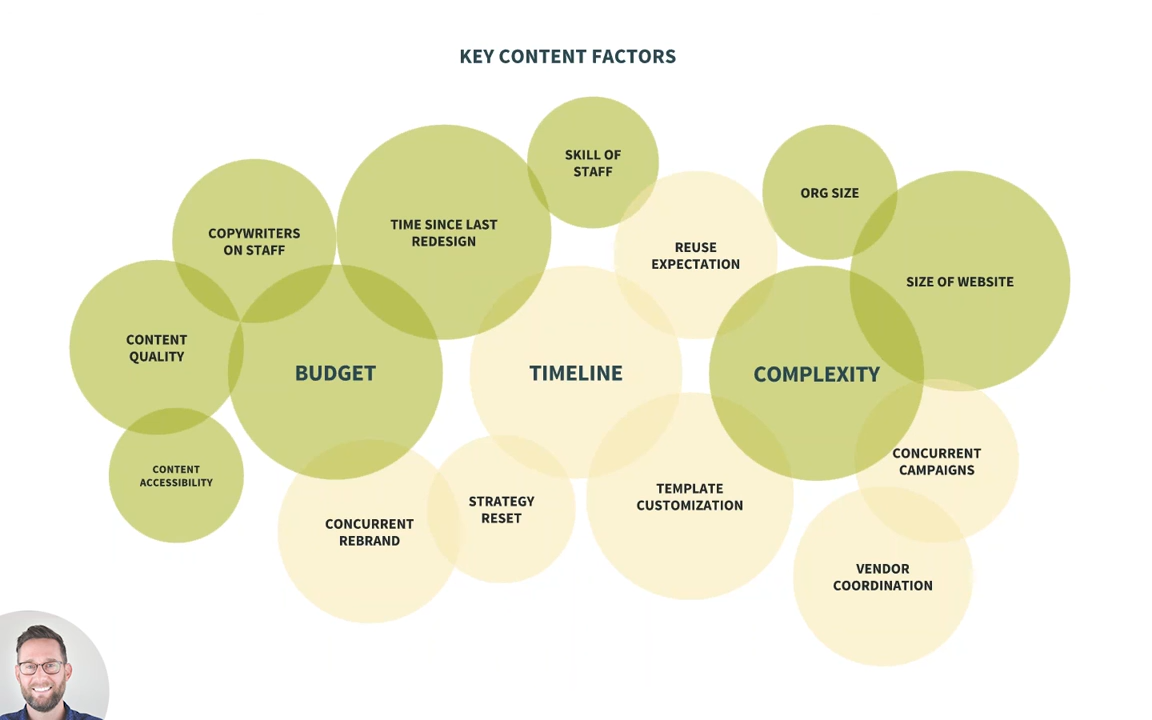 KEY CONTENT FACTORS
SKILL OF
STAFF
ORG SIZE
TIME SINCE LAST
REDESIGN
COPYWRITERS
ON STAFF
REUSE
EXPECTATION
SIZE OF WEBSITE
CONTENT
QUALITY
BUDGET
TIMELINE
COMPLEXITY
CONTENT
ACCESSIBILITY
CONCURRENT
REBRAND
STRATEGY
RESET
TEMPLATE
CUSTOMIZATION
CONCURRENT
CAMPAIGNS
VENDOR
COORDINATION